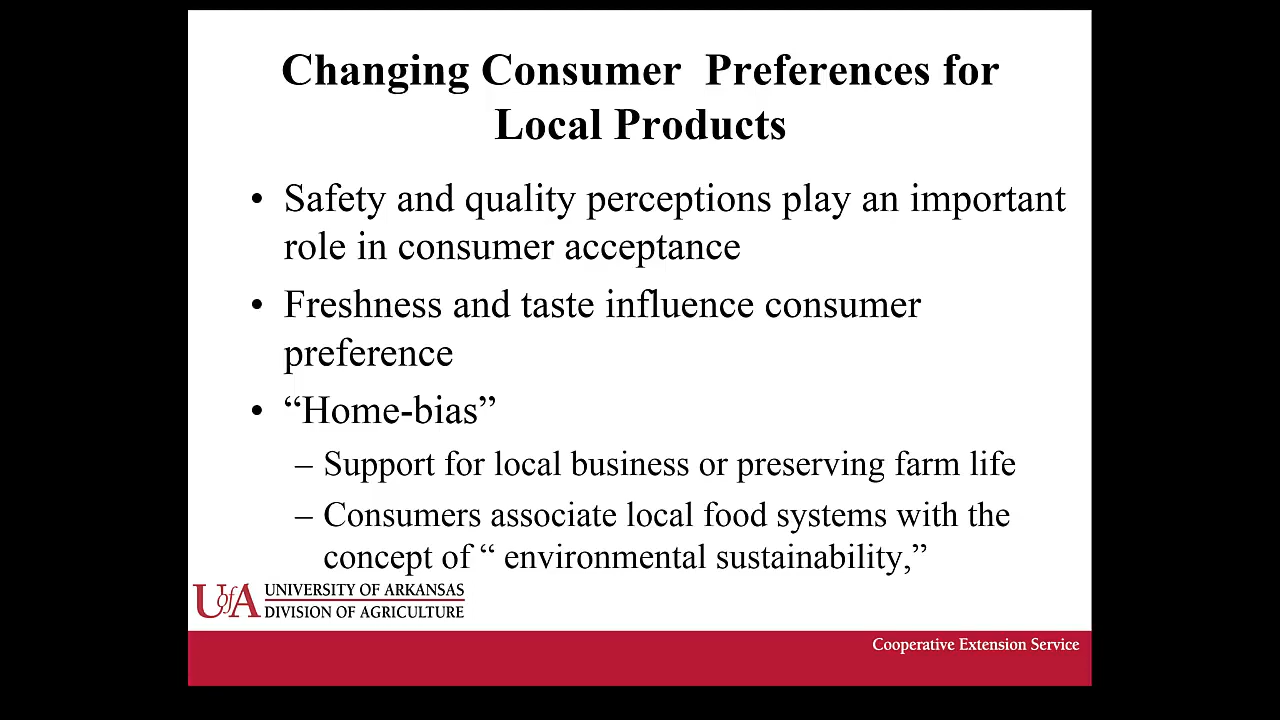 Changing Consumer  Preferences for
Local Products
• Safety and quality perceptions play an important
role in consumer acceptance
• Freshness and taste influence consumer
preference
• “Home-bias”
– Support for local business or preserving farm life
– Consumers associate local food systems with the
concept of “ environmental sustainability,”
UofA UNIVERSITY OF ARKANSAS
DIVISION OF AGRICULTURE
Cooperative Extension Service